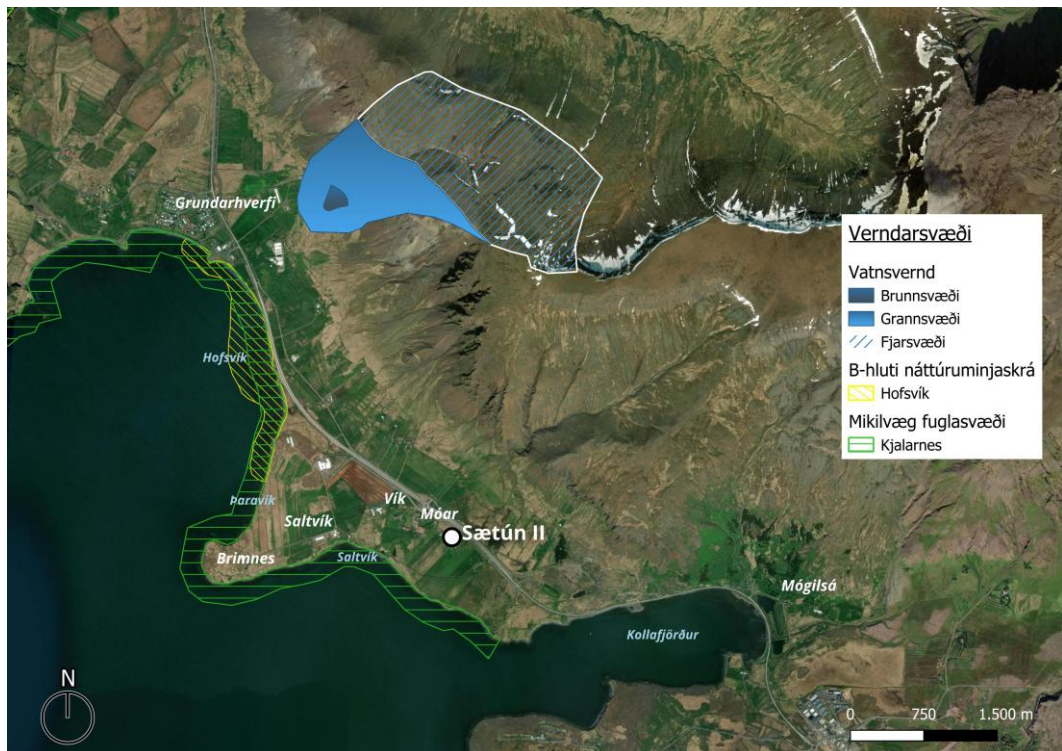 Grundarhverfi
Hofsvík
Þaravík
Saltvík
Vík
Móar
Sætún II
Brimnes
Saltvík
Mógilsá
Kollafjörður
Verndarsvæði
Vatnsvernd
Brunnsvæði
Grannsvæði
Fjarsvæði
B-hluti náttúruminjaskrá
Hofsvík
Mikilvæg fuglasvæði
Kjalarnes
N
0 750 1.500 m